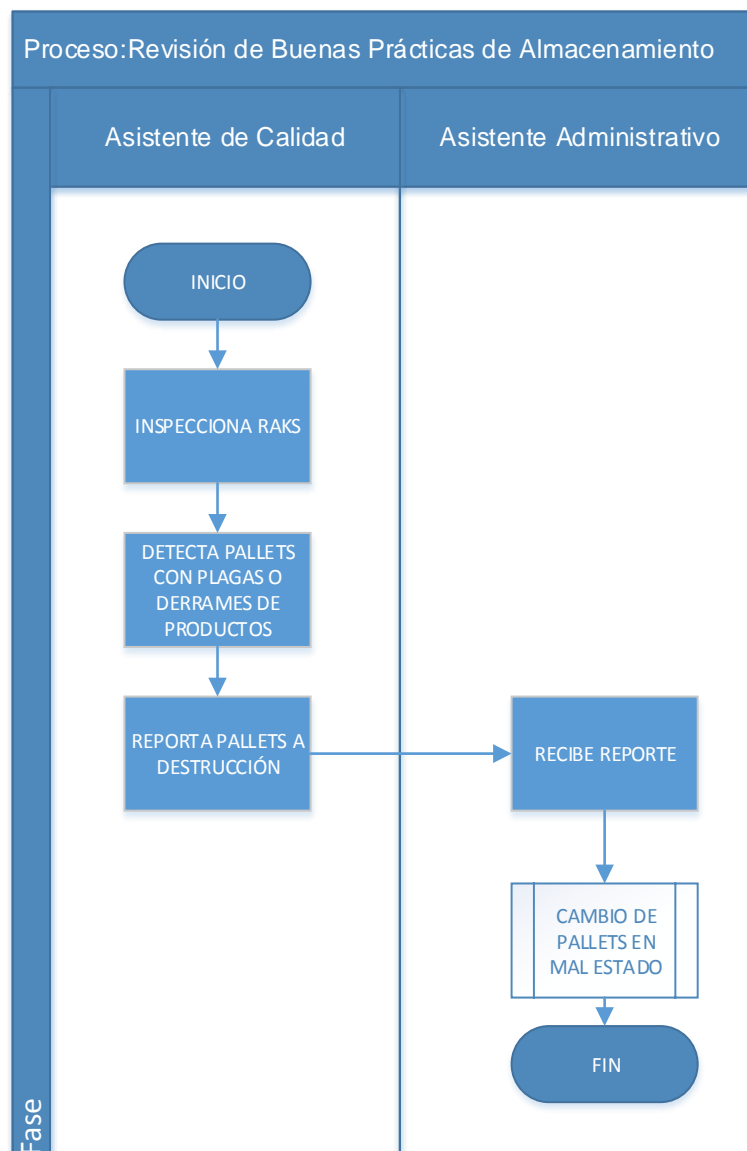 Proceso:Revisión de Buenas Prácticas de Almacenamiento
Asistente de Calidad
Asistente Administrativo
INICIO
INSPECCIONA RAKS
DETECTA PALLETS
CON PLAGAS O
DERRAMES DE
PRODUCTOS
REPORTA PALLETS A
DESTRUCCIÓN
RECIBE REPORTE
CAMBIO DE
PALLETS EN
MAL ESTADO
FIN
Fase